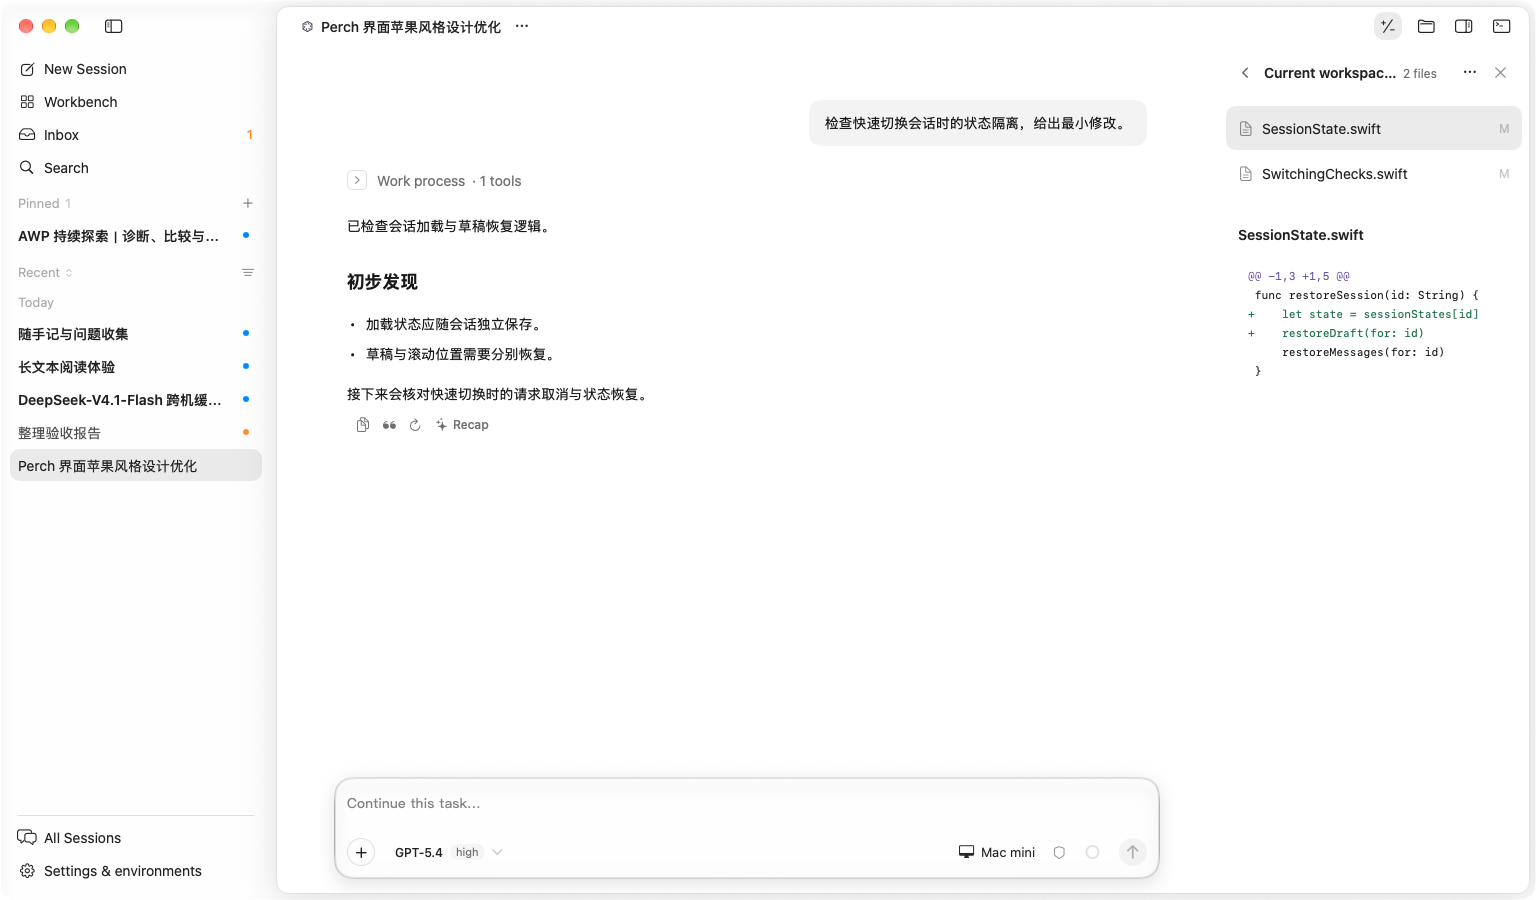 New Session
Workbench
Inbox 1
Search
Pinned 1
AWP 持续探索 | 诊断、比较与...
Recent
Today
随手记与问题收集
长文本阅读体验
DeepSeek-V4.1-Flash 跨机缓...
整理验收报告
Perch 界面苹果风格设计优化
All Sessions
Settings & environments
Perch 界面苹果风格设计优化 ···
检查快速切换会话时的状态隔离，给出最小修改。
Work process · 1 tools
已检查会话加载与草稿恢复逻辑。
初步发现
• 加载状态应随会话独立保存。
• 草稿与滚动位置需要分别恢复。
接下来会核对快速切换时的请求取消与状态恢复。
Recap
Continue this task...
GPT-5.4 high
Mac mini
Current workspac... 2 files
SessionState.swift M
SwitchingChecks.swift M
SessionState.swift
@@ -1,3 +1,5 @@
func restoreSession(id: String) {
+    let state = sessionStates[id]
+    restoreDraft(for: id)
restoreMessages(for: id)
}